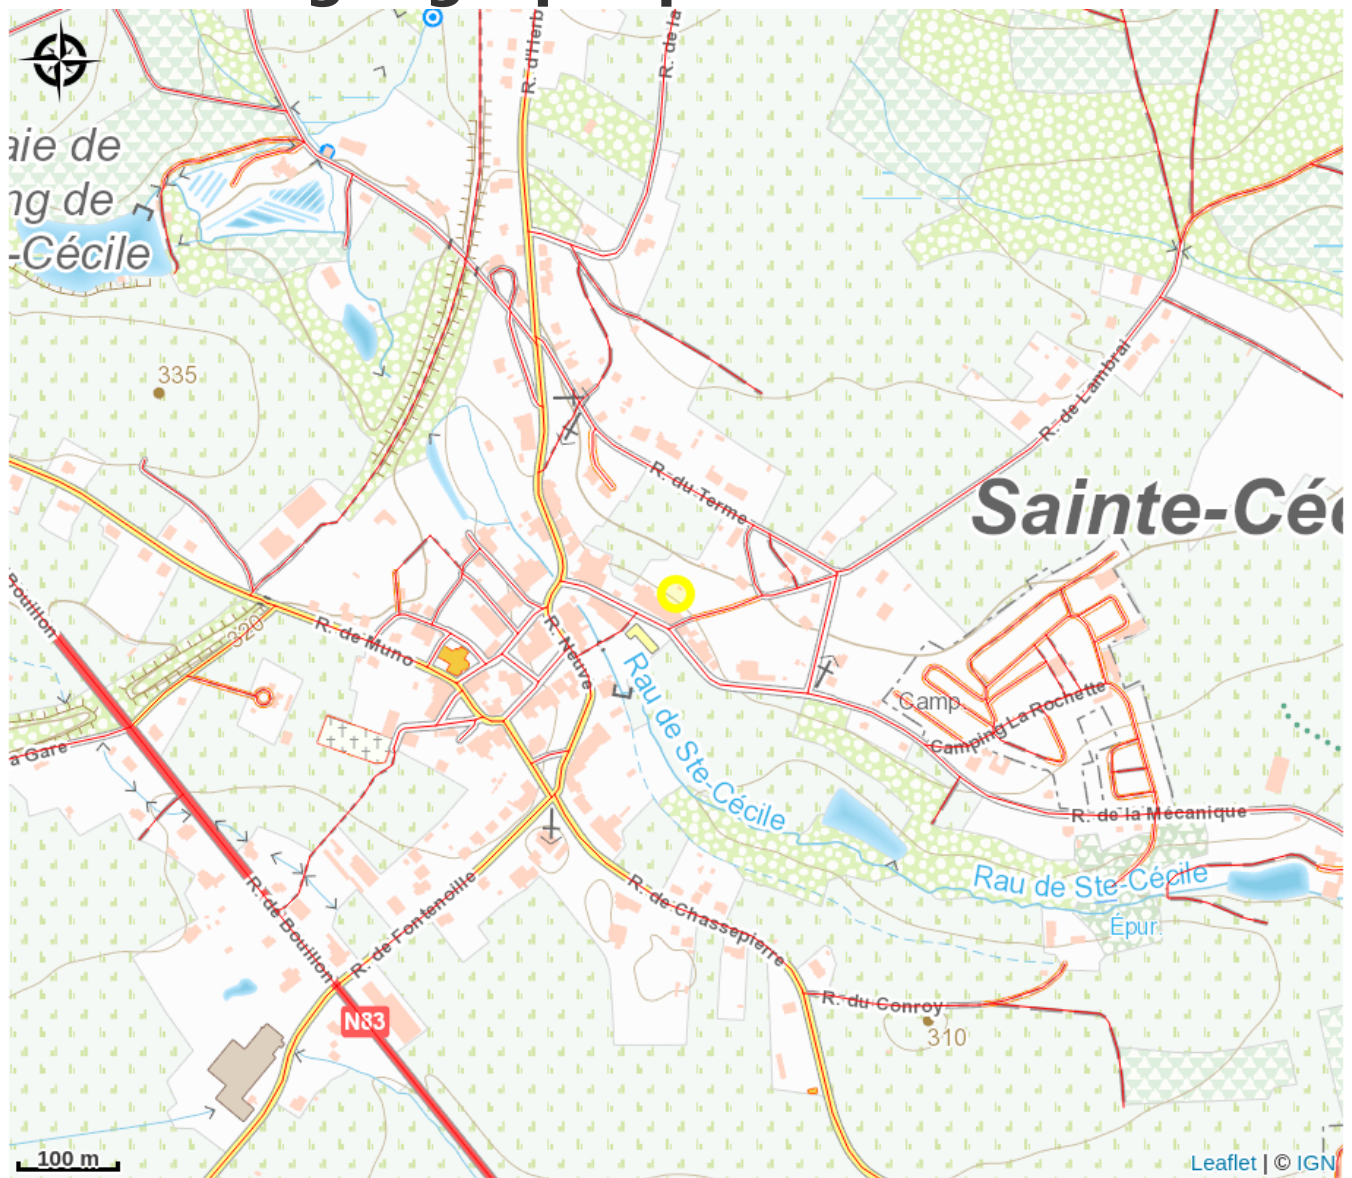 R. d'Herb
R. de la
aie de
ng de
-Cécile
335
R. de Lambrai
R. du Terme
Sainte-Céc
Bouillon
320
R. de Muno
R. Neuve
Rau de Ste-Cécile
Camp.
Camping La Rochette
a Gare
R. de la Mécanique
Rau de Ste-Cécile
Épur.
R. de Bouillon
R. de Fontenoille
R. de Chassepierre
R. du Conroy
N83
310
100 m
Leaflet | © IGN